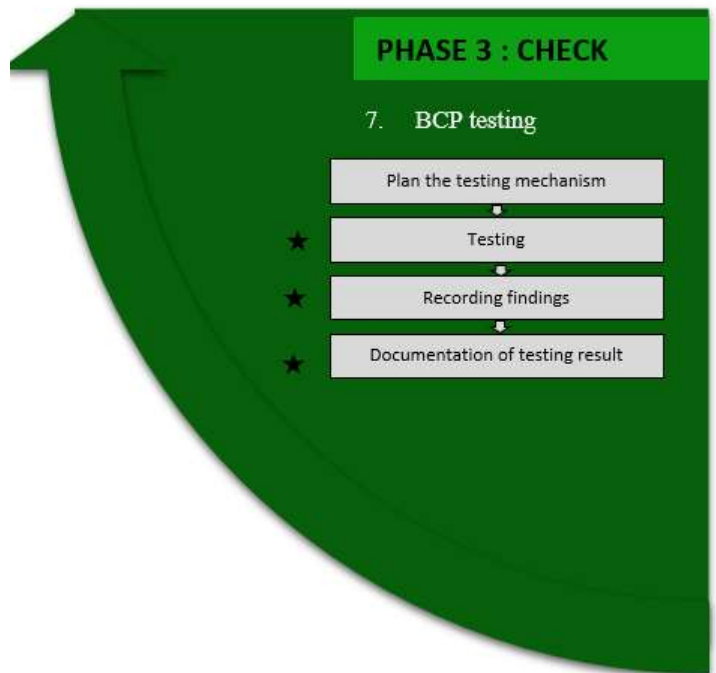 PHASE 3 : CHECK
7. BCP testing
Plan the testing mechanism
Testing
Recording findings
Documentation of testing result